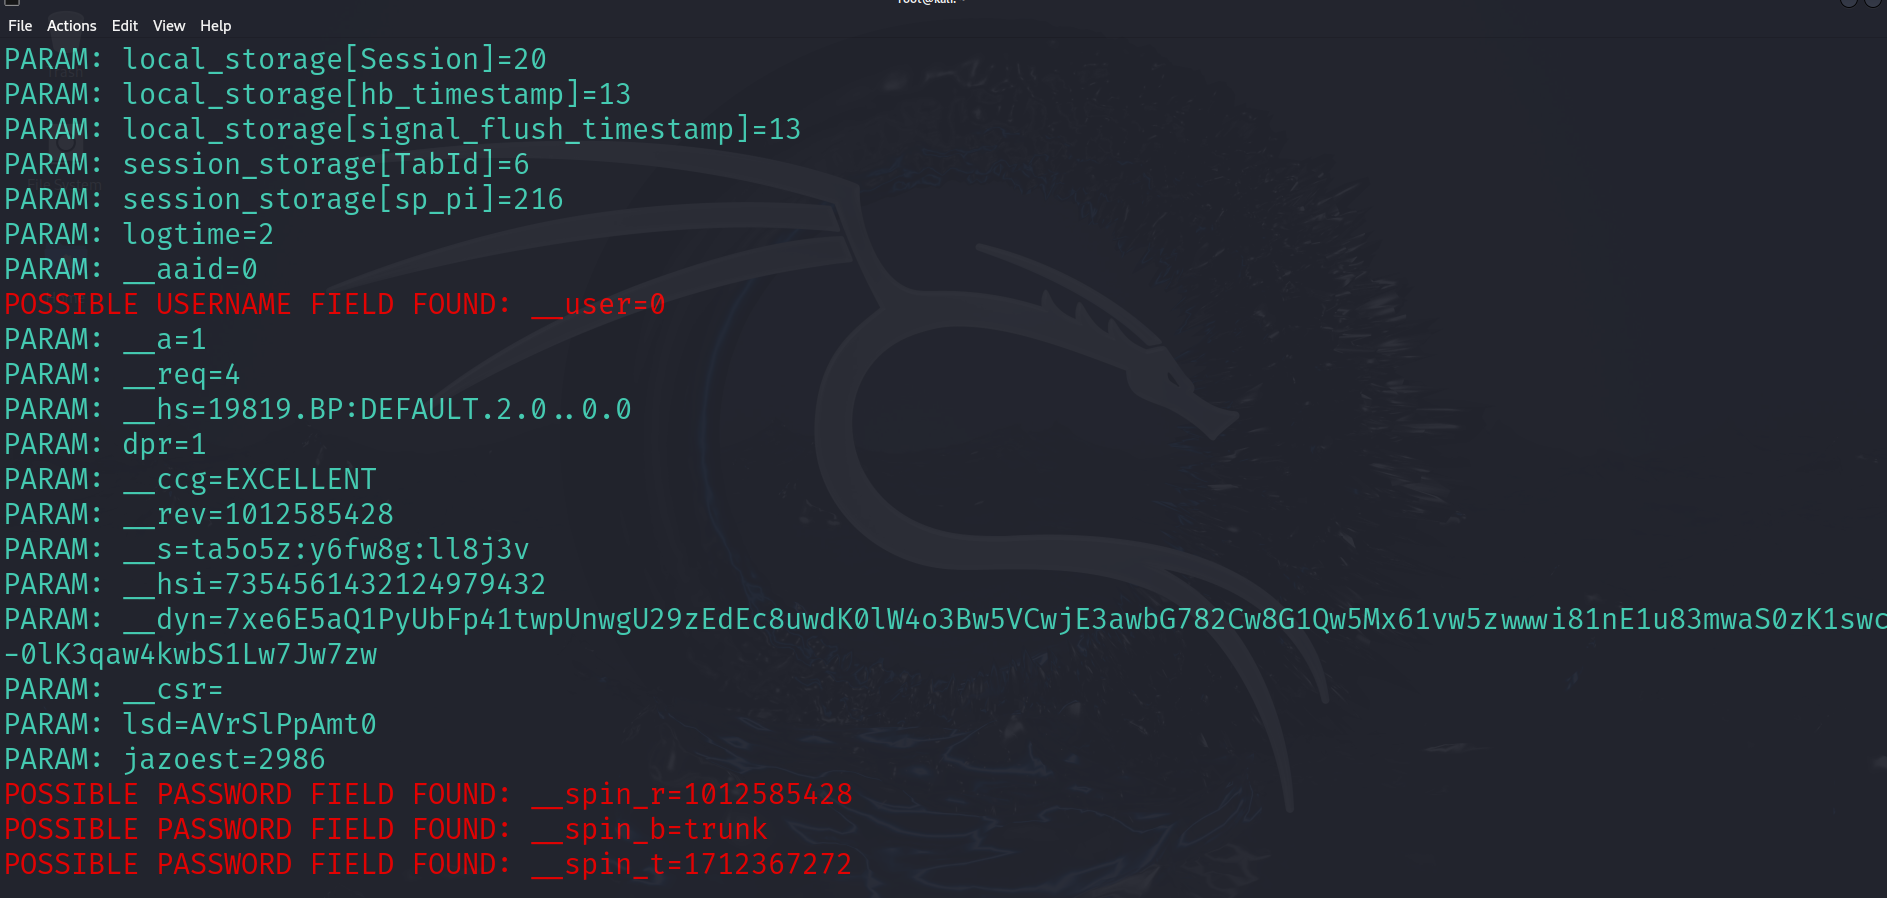 root@kali: ~
File Actions Edit View Help
PARAM: local_storage[Session]=20
PARAM: local_storage[hb_timestamp]=13
PARAM: local_storage[signal_flush_timestamp]=13
PARAM: session_storage[TabId]=6
PARAM: session_storage[sp_pi]=216
PARAM: logtime=2
PARAM: __aaid=0
POSSIBLE USERNAME FIELD FOUND: __user=0
PARAM: __a=1
PARAM: __req=4
PARAM: __hs=19819.BP:DEFAULT.2.0..0.0
PARAM: dpr=1
PARAM: __ccg=EXCELLENT
PARAM: __rev=1012585428
PARAM: __s=ta5o5z:y6fw8g:ll8j3v
PARAM: __hsi=7354561432124979432
PARAM: __dyn=7xe6E5aQ1PyUbFp41twpUnwgU29zEdEc8uwdK0lW4o3Bw5VCwjE3awbG782Cw8G1Qw5Mx61vw5zwwwi81nE1u83mwaS0zK1swc
-0lK3qaw4kwbS1Lw7Jw7zw
PARAM: __csr=
PARAM: lsd=AVrSlPpAmt0
PARAM: jazoest=2986
POSSIBLE PASSWORD FIELD FOUND: __spin_r=1012585428
POSSIBLE PASSWORD FIELD FOUND: __spin_b=trunk
POSSIBLE PASSWORD FIELD FOUND: __spin_t=1712367272